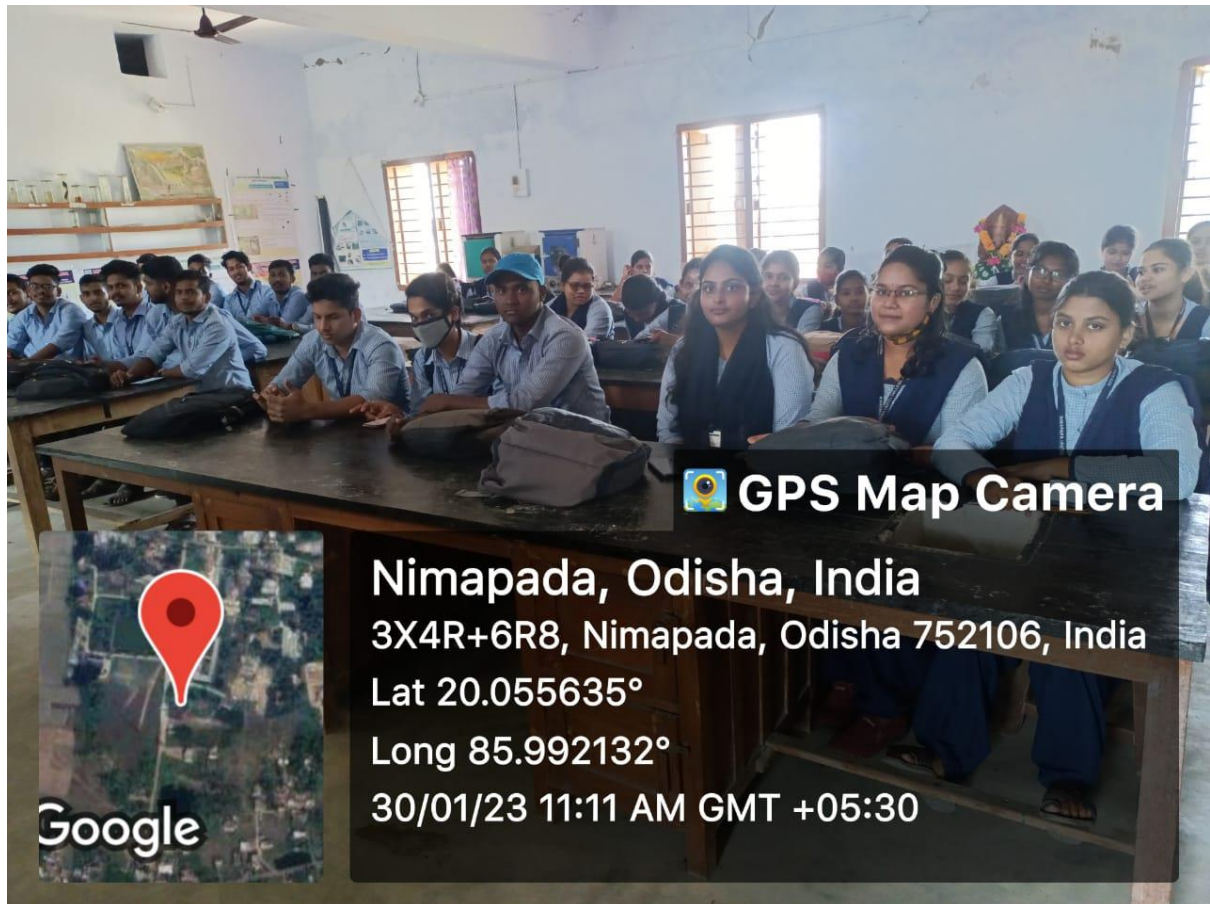 GPS Map Camera
Nimapada, Odisha, India
3X4R+6R8, Nimapada, Odisha 752106, India
Lat 20.055635°
Long 85.992132°
30/01/23 11:11 AM GMT +05:30
Google